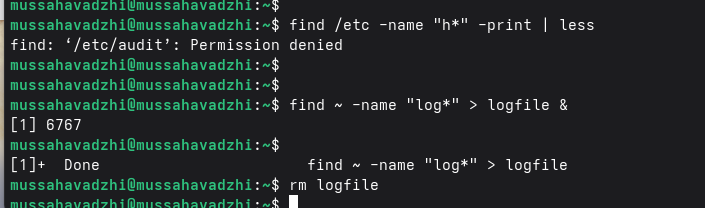 mussahavadzhi@mussahavadzhi:~$
mussahavadzhi@mussahavadzhi:~$ find /etc -name "h*" -print | less
find: ‘/etc/audit’: Permission denied
mussahavadzhi@mussahavadzhi:~$
mussahavadzhi@mussahavadzhi:~$
mussahavadzhi@mussahavadzhi:~$ find ~ -name "log*" > logfile &
[1] 6767
mussahavadzhi@mussahavadzhi:~$
[1]+  Done                    find ~ -name "log*" > logfile
mussahavadzhi@mussahavadzhi:~$ rm logfile
mussahavadzhi@mussahavadzhi:~$